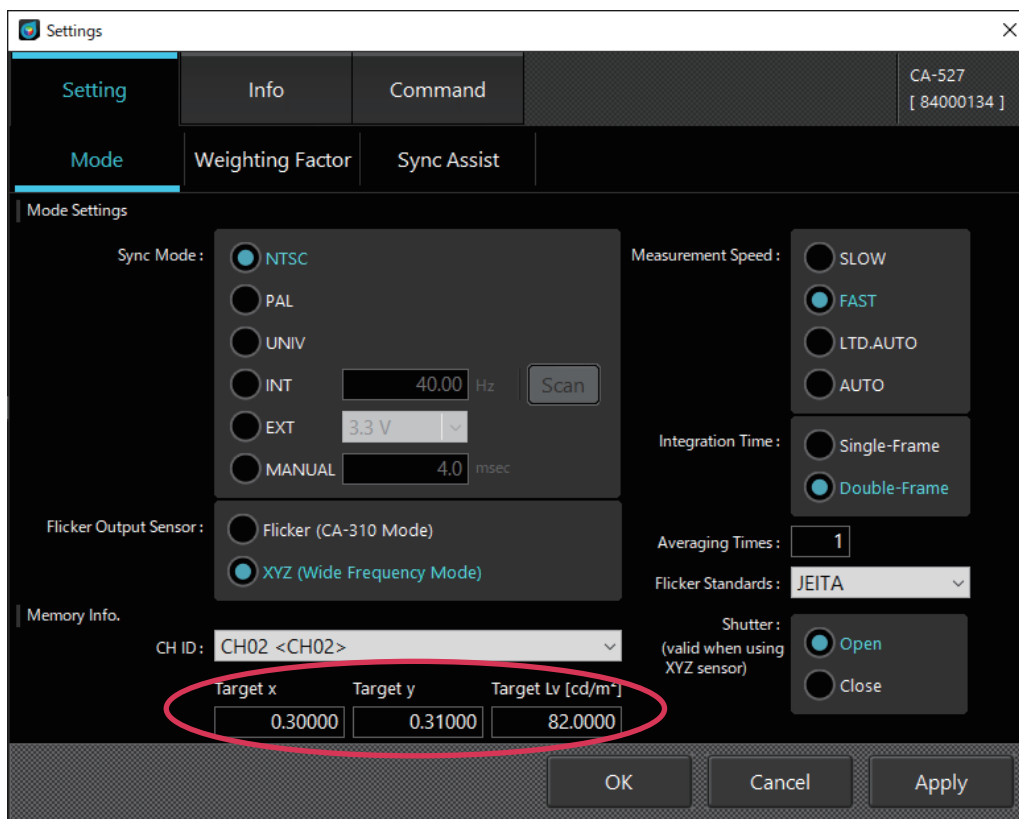 Settings
Setting Info Command
CA-527
[ 84000134 ]
Mode Weighting Factor Sync Assist
Mode Settings
Sync Mode :
NTSC
PAL
UNIV
INT 40.00 Hz Scan
EXT 3.3 V
MANUAL 4.0 msec
Measurement Speed :
SLOW
FAST
LTD.AUTO
AUTO
Integration Time :
Single-Frame
Double-Frame
Flicker Output Sensor :
Flicker (CA-310 Mode)
XYZ (Wide Frequency Mode)
Averaging Times : 1
Flicker Standards : JEITA
Memory Info.
CH ID : CH02 <CH02>
Target x Target y Target Lv [cd/m²]
0.30000 0.31000 82.0000
Shutter :
(valid when using
XYZ sensor)
Open
Close
OK Cancel Apply